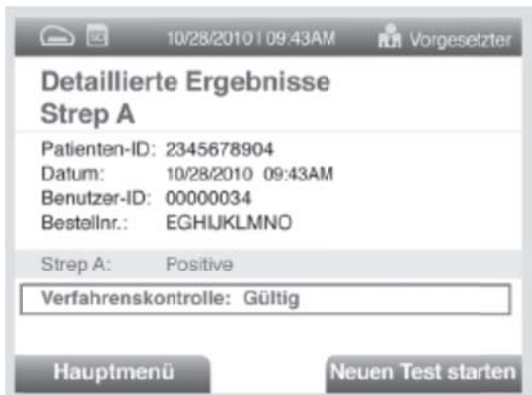 10/28/2010 | 09:43AM Vorgesetzter
Detaillierte Ergebnisse
Strep A
Patienten-ID: 2345678904
Datum: 10/28/2010 09:43AM
Benutzer-ID: 00000034
Bestellnr.: EGHIJKLMNO
Strep A: Positive
Verfahrenskontrolle: Gültig
Hauptmenü Neuen Test starten